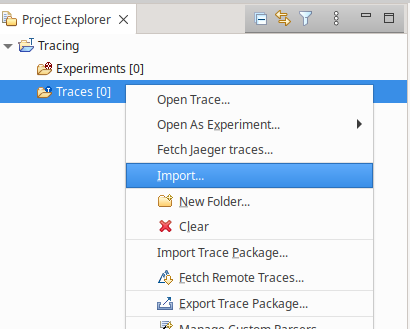 Project Explorer
Tracing
Experiments [0]
Traces [0]
Open Trace...
Open As Experiment...
Fetch Jaeger traces...
Import...
New Folder...
Clear
Import Trace Package...
Fetch Remote Traces...
Export Trace Package...
Manage Custom Parsers